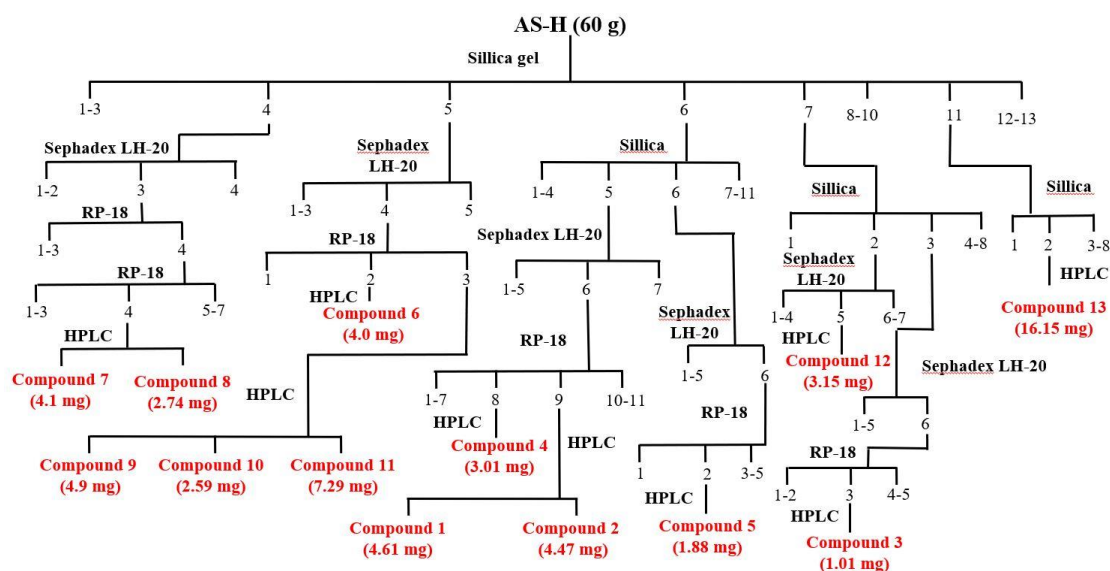 AS-H (60 g)
Sillica gel
1-3
4
5
6
7
8-10
11
12-13
Sephadex LH-20
1-2
3
4
RP-18
1-3
4
RP-18
1-3
4
5-7
HPLC
Compound 7
(4.1 mg)
Compound 8
(2.74 mg)
Sephadex
LH-20
1-3
4
5
RP-18
1
2
3
HPLC
Compound 6
(4.0 mg)
HPLC
Compound 9
(4.9 mg)
Compound 10
(2.59 mg)
Compound 11
(7.29 mg)
Sillica
1-4
5
6
7-11
Sephadex LH-20
1-5
6
7
RP-18
1-7
8
9
10-11
HPLC
Compound 4
(3.01 mg)
HPLC
Compound 1
(4.61 mg)
Compound 2
(4.47 mg)
Sephadex
LH-20
1-5
6
RP-18
1
2
3-5
HPLC
Compound 5
(1.88 mg)
Sillica
1
2
3
4-8
Sephadex
LH-20
1-4
5
6-7
HPLC
Compound 12
(3.15 mg)
Sephadex LH-20
1-5
6
RP-18
1-2
3
4-5
HPLC
Compound 3
(1.01 mg)
Sillica
1
2
3-8
HPLC
Compound 13
(16.15 mg)